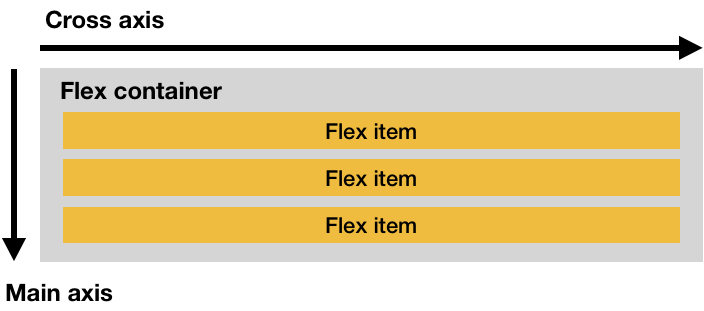 Cross axis
Flex container
Flex item
Flex item
Flex item
Main axis